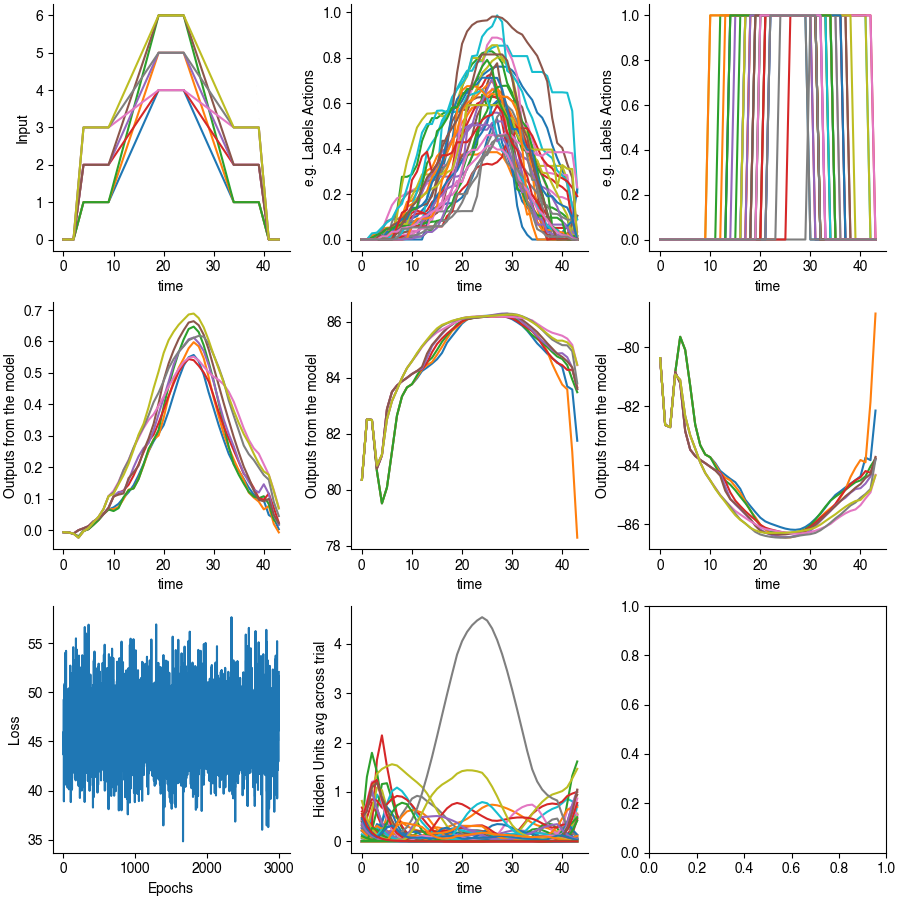 6
5
4
3
2
1
0
Input
0 10 20 30 40
time
1.0
0.8
0.6
0.4
0.2
0.0
e.g. Labels Actions
0 10 20 30 40
time
1.0
0.8
0.6
0.4
0.2
0.0
e.g. Labels Actions
0 10 20 30 40
time
0.7
0.6
0.5
0.4
0.3
0.2
0.1
0.0
Outputs from the model
0 10 20 30 40
time
86
84
82
80
78
Outputs from the model
0 10 20 30 40
time
−80
−82
−84
−86
Outputs from the model
0 10 20 30 40
time
55
50
45
40
35
Loss
0 1000 2000 3000
Epochs
4
3
2
1
0
Hidden Units avg across trial
0 10 20 30 40
time
1.0
0.8
0.6
0.4
0.2
0.0
0.0 0.2 0.4 0.6 0.8 1.0